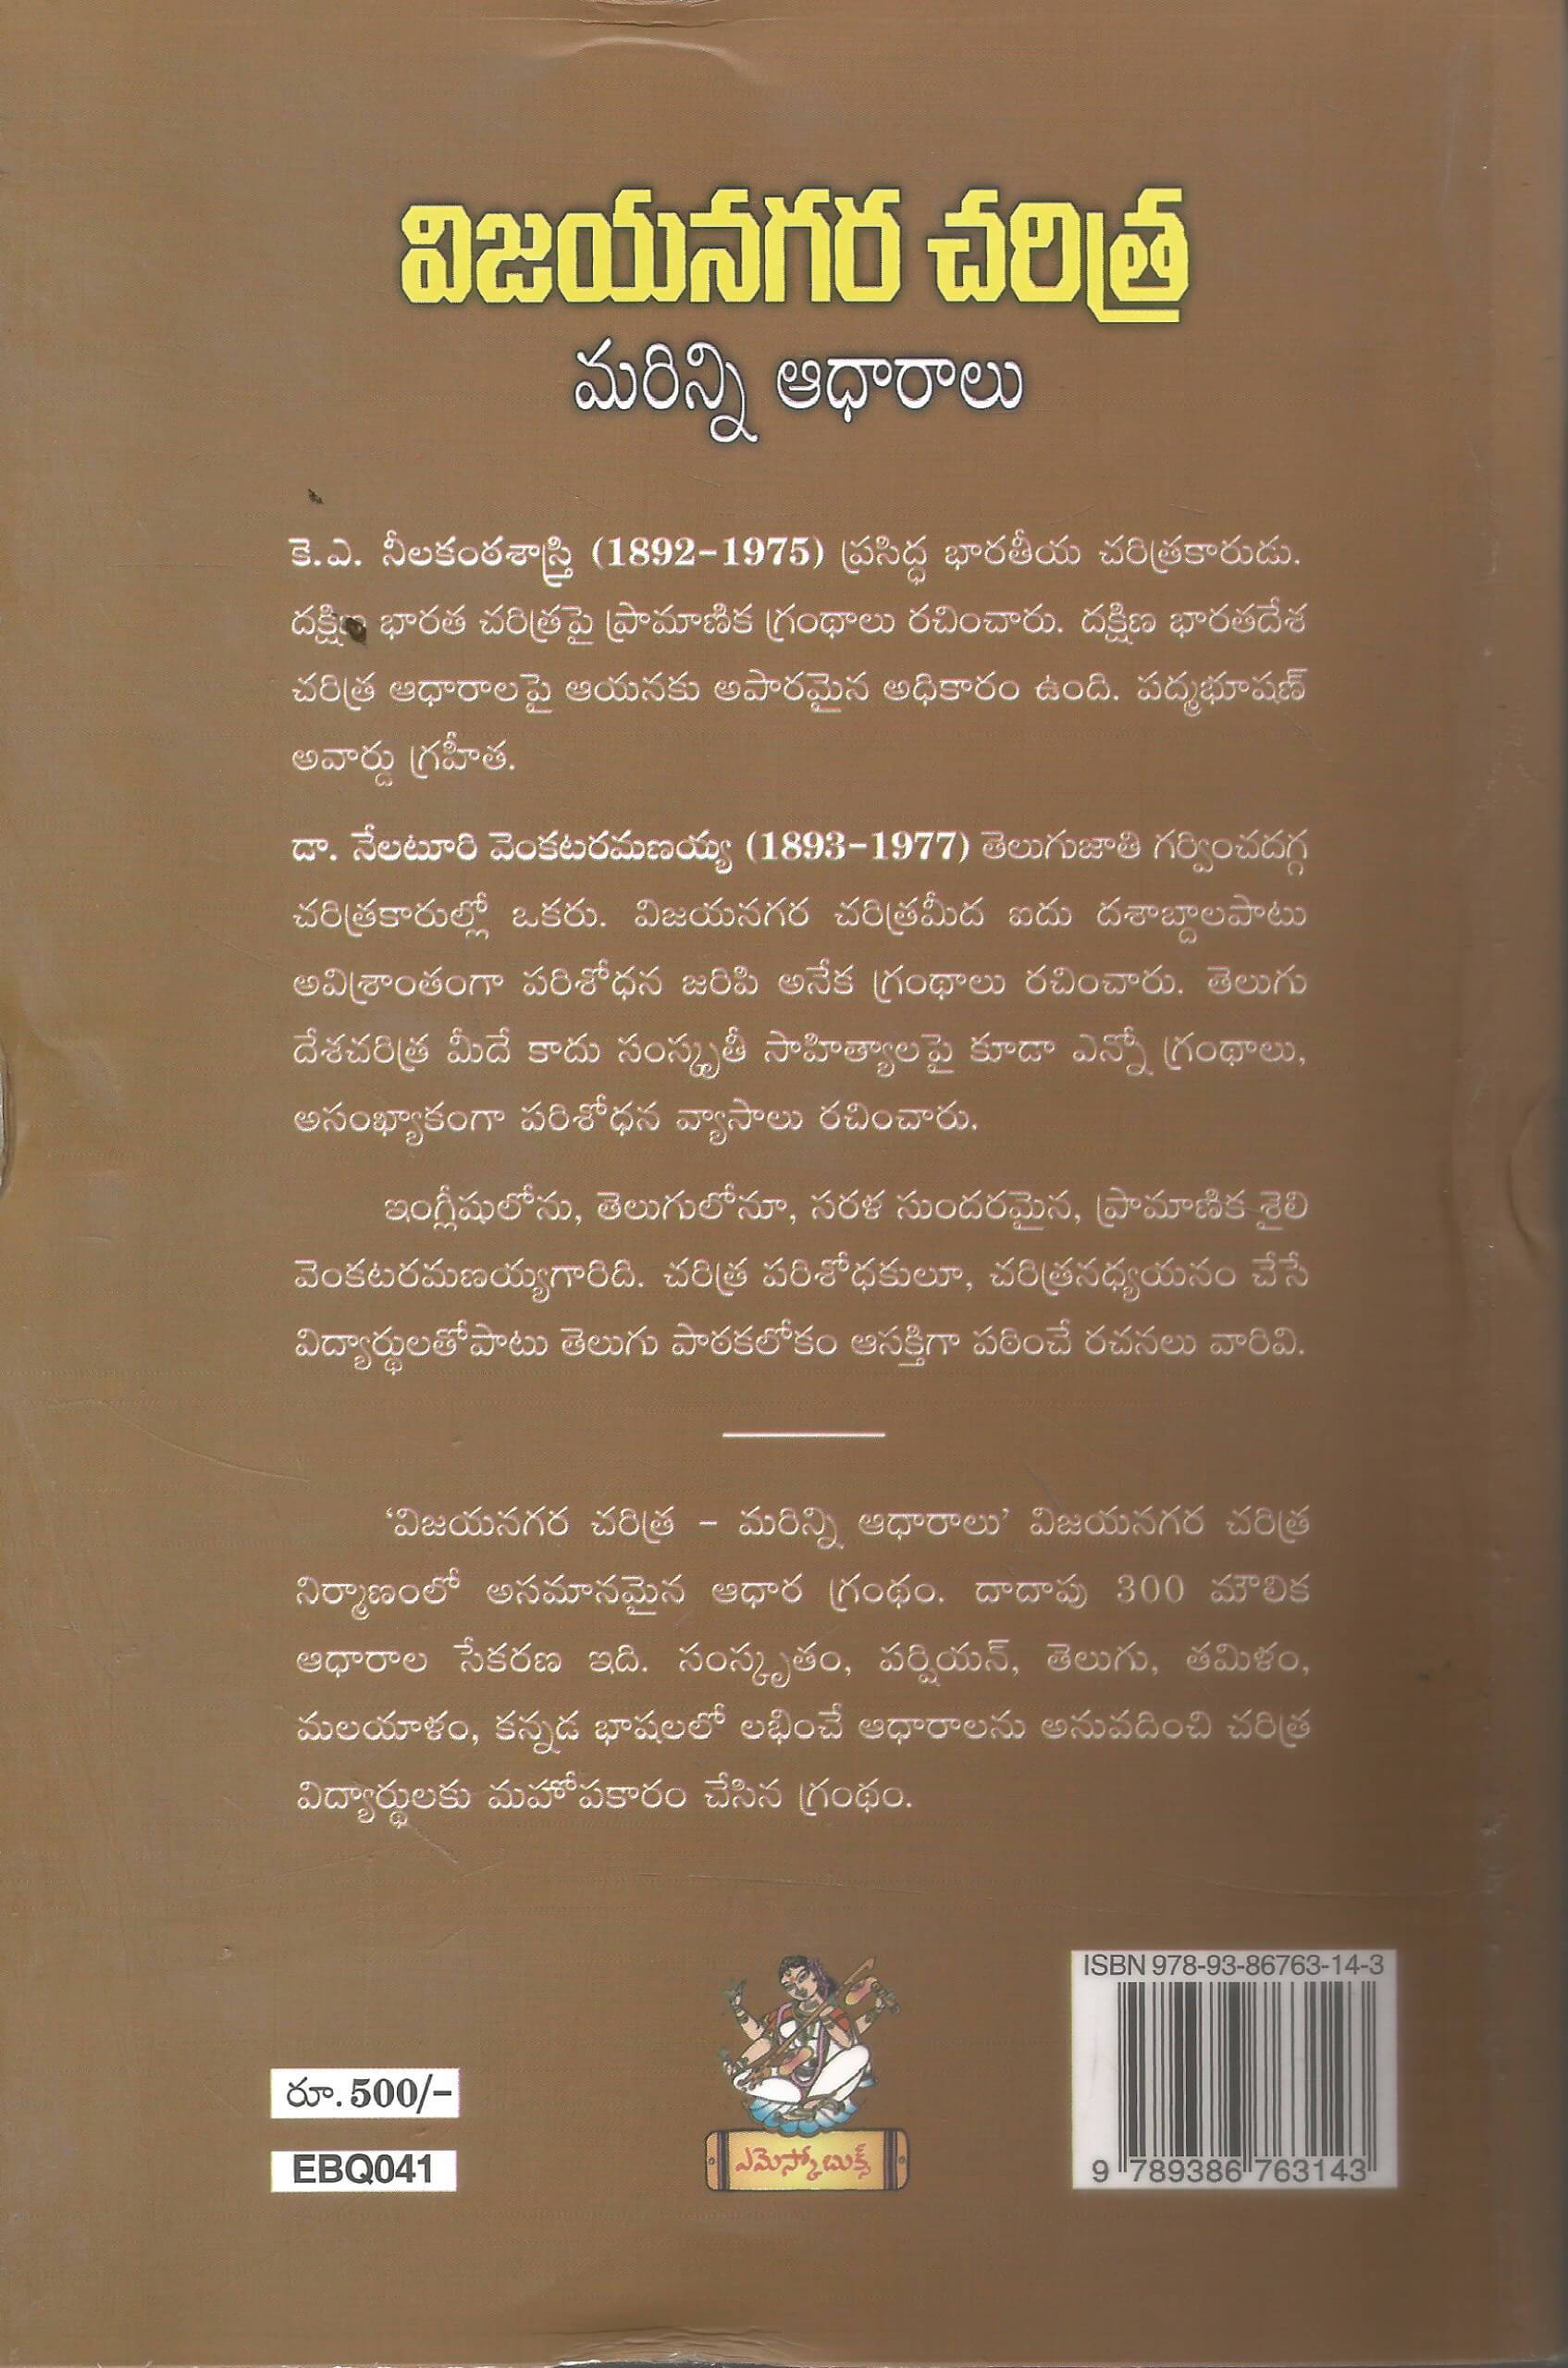 విజయనగర చరిత్ర
మరిన్ని ఆధారాలు
కె.ఎ. నీలకంఠశాస్త్రి (1892-1975) ప్రసిద్ధ భారతీయ చరిత్రకారుడు.
దక్షిణ భారత చరిత్రపై ప్రామాణిక గ్రంథాలు రచించారు. దక్షిణ భారతదేశ
చరిత్ర ఆధారాలపై ఆయనకు అపారమైన అధికారం ఉంది. పద్మభూషణ్
అవార్డు గ్రహీత.
డా. నేలటూరి వెంకటరమణయ్య (1893-1977) తెలుగుజాతి గర్వించదగ్గ
చరిత్రకారుల్లో ఒకరు. విజయనగర చరిత్రమీద ఐదు దశాబ్దాలపాటు
అవిశ్రాంతంగా పరిశోధన జరిపి అనేక గ్రంథాలు రచించారు. తెలుగు
దేశచరిత్ర మీదే కాదు సంస్కృతీ సాహిత్యాలపై కూడా ఎన్నో గ్రంథాలు,
అసంఖ్యాకంగా పరిశోధన వ్యాసాలు రచించారు.
ఇంగ్లీషులోను, తెలుగులోనూ, సరళ సుందరమైన, ప్రామాణిక శైలి
వెంకటరమణయ్యగారిది. చరిత్ర పరిశోధకులూ, చరిత్రనధ్యయనం చేసే
విద్యార్థులతోపాటు తెలుగు పాఠకలోకం ఆసక్తిగా పఠించే రచనలు వారివి.
‘విజయనగర చరిత్ర - మరిన్ని ఆధారాలు’ విజయనగర చరిత్ర
నిర్మాణంలో అసమానమైన ఆధార గ్రంథం. దాదాపు 300 మౌలిక
ఆధారాల సేకరణ ఇది. సంస్కృతం, పర్షియన్, తెలుగు, తమిళం,
మలయాళం, కన్నడ భాషలలో లభించే ఆధారాలను అనువదించి చరిత్ర
విద్యార్థులకు మహోపకారం చేసిన గ్రంథం.
ISBN 978-93-86763-14-3
9 789386 763143
రూ. 500/-
EBQ041
ఎమెస్కో బుక్స్